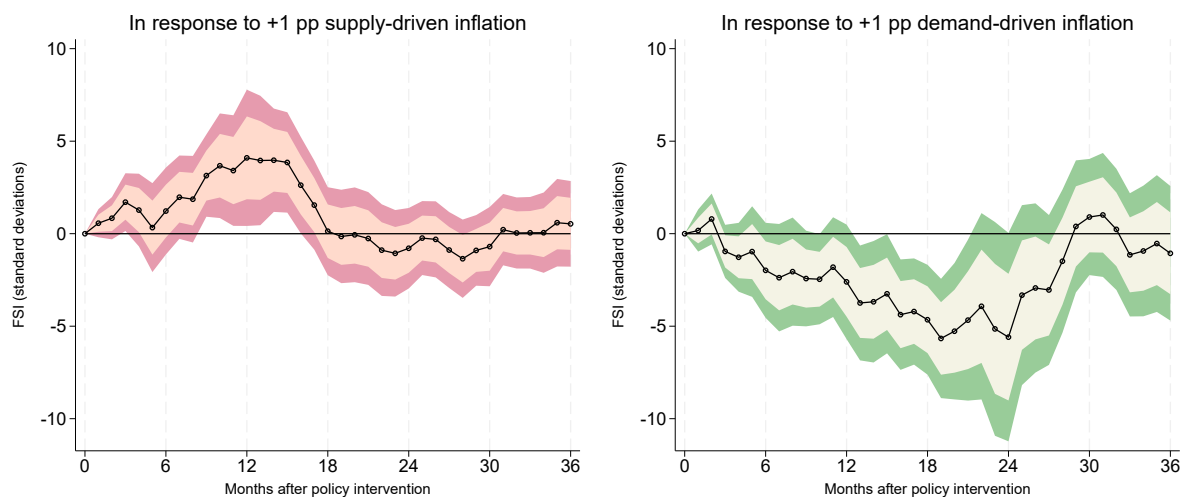 In response to +1 pp supply-driven inflation
10
5
0
-5
-10
FSI (standard deviations)
0 6 12 18 24 30 36
Months after policy intervention
In response to +1 pp demand-driven inflation
10
5
0
-5
-10
FSI (standard deviations)
0 6 12 18 24 30 36
Months after policy intervention